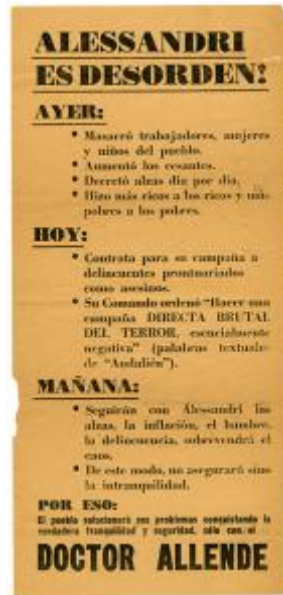 ALESSANDRI
ES DESORDEN!
AYER:
• Masacró trabajadores, mujeres
y niños del pueblo.
• Aumentó los cesantes.
• Decretó alzas día por día.
• Hizo más ricos a los ricos y más
pobres a los pobres.
HOY:
• Contrata para su campaña a
delincuentes prontuariados
como asesinos.
• Su Comando ordenó "Hacer una
campaña DIRECTA BRUTAL
DEL TERROR, esencialmente
negativa" (palabras textuales
de "Andalién").
MAÑANA:
• Seguirán con Alessandri las
alzas, la inflación, el hambre,
la delincuencia, sobrevendrá el
caos.
• De este modo, no asegurará sino
la intranquilidad.
POR ESO:
El pueblo solucionará sus problemas conquistando la
verdadera tranquilidad y seguridad, sólo con el
DOCTOR ALLENDE